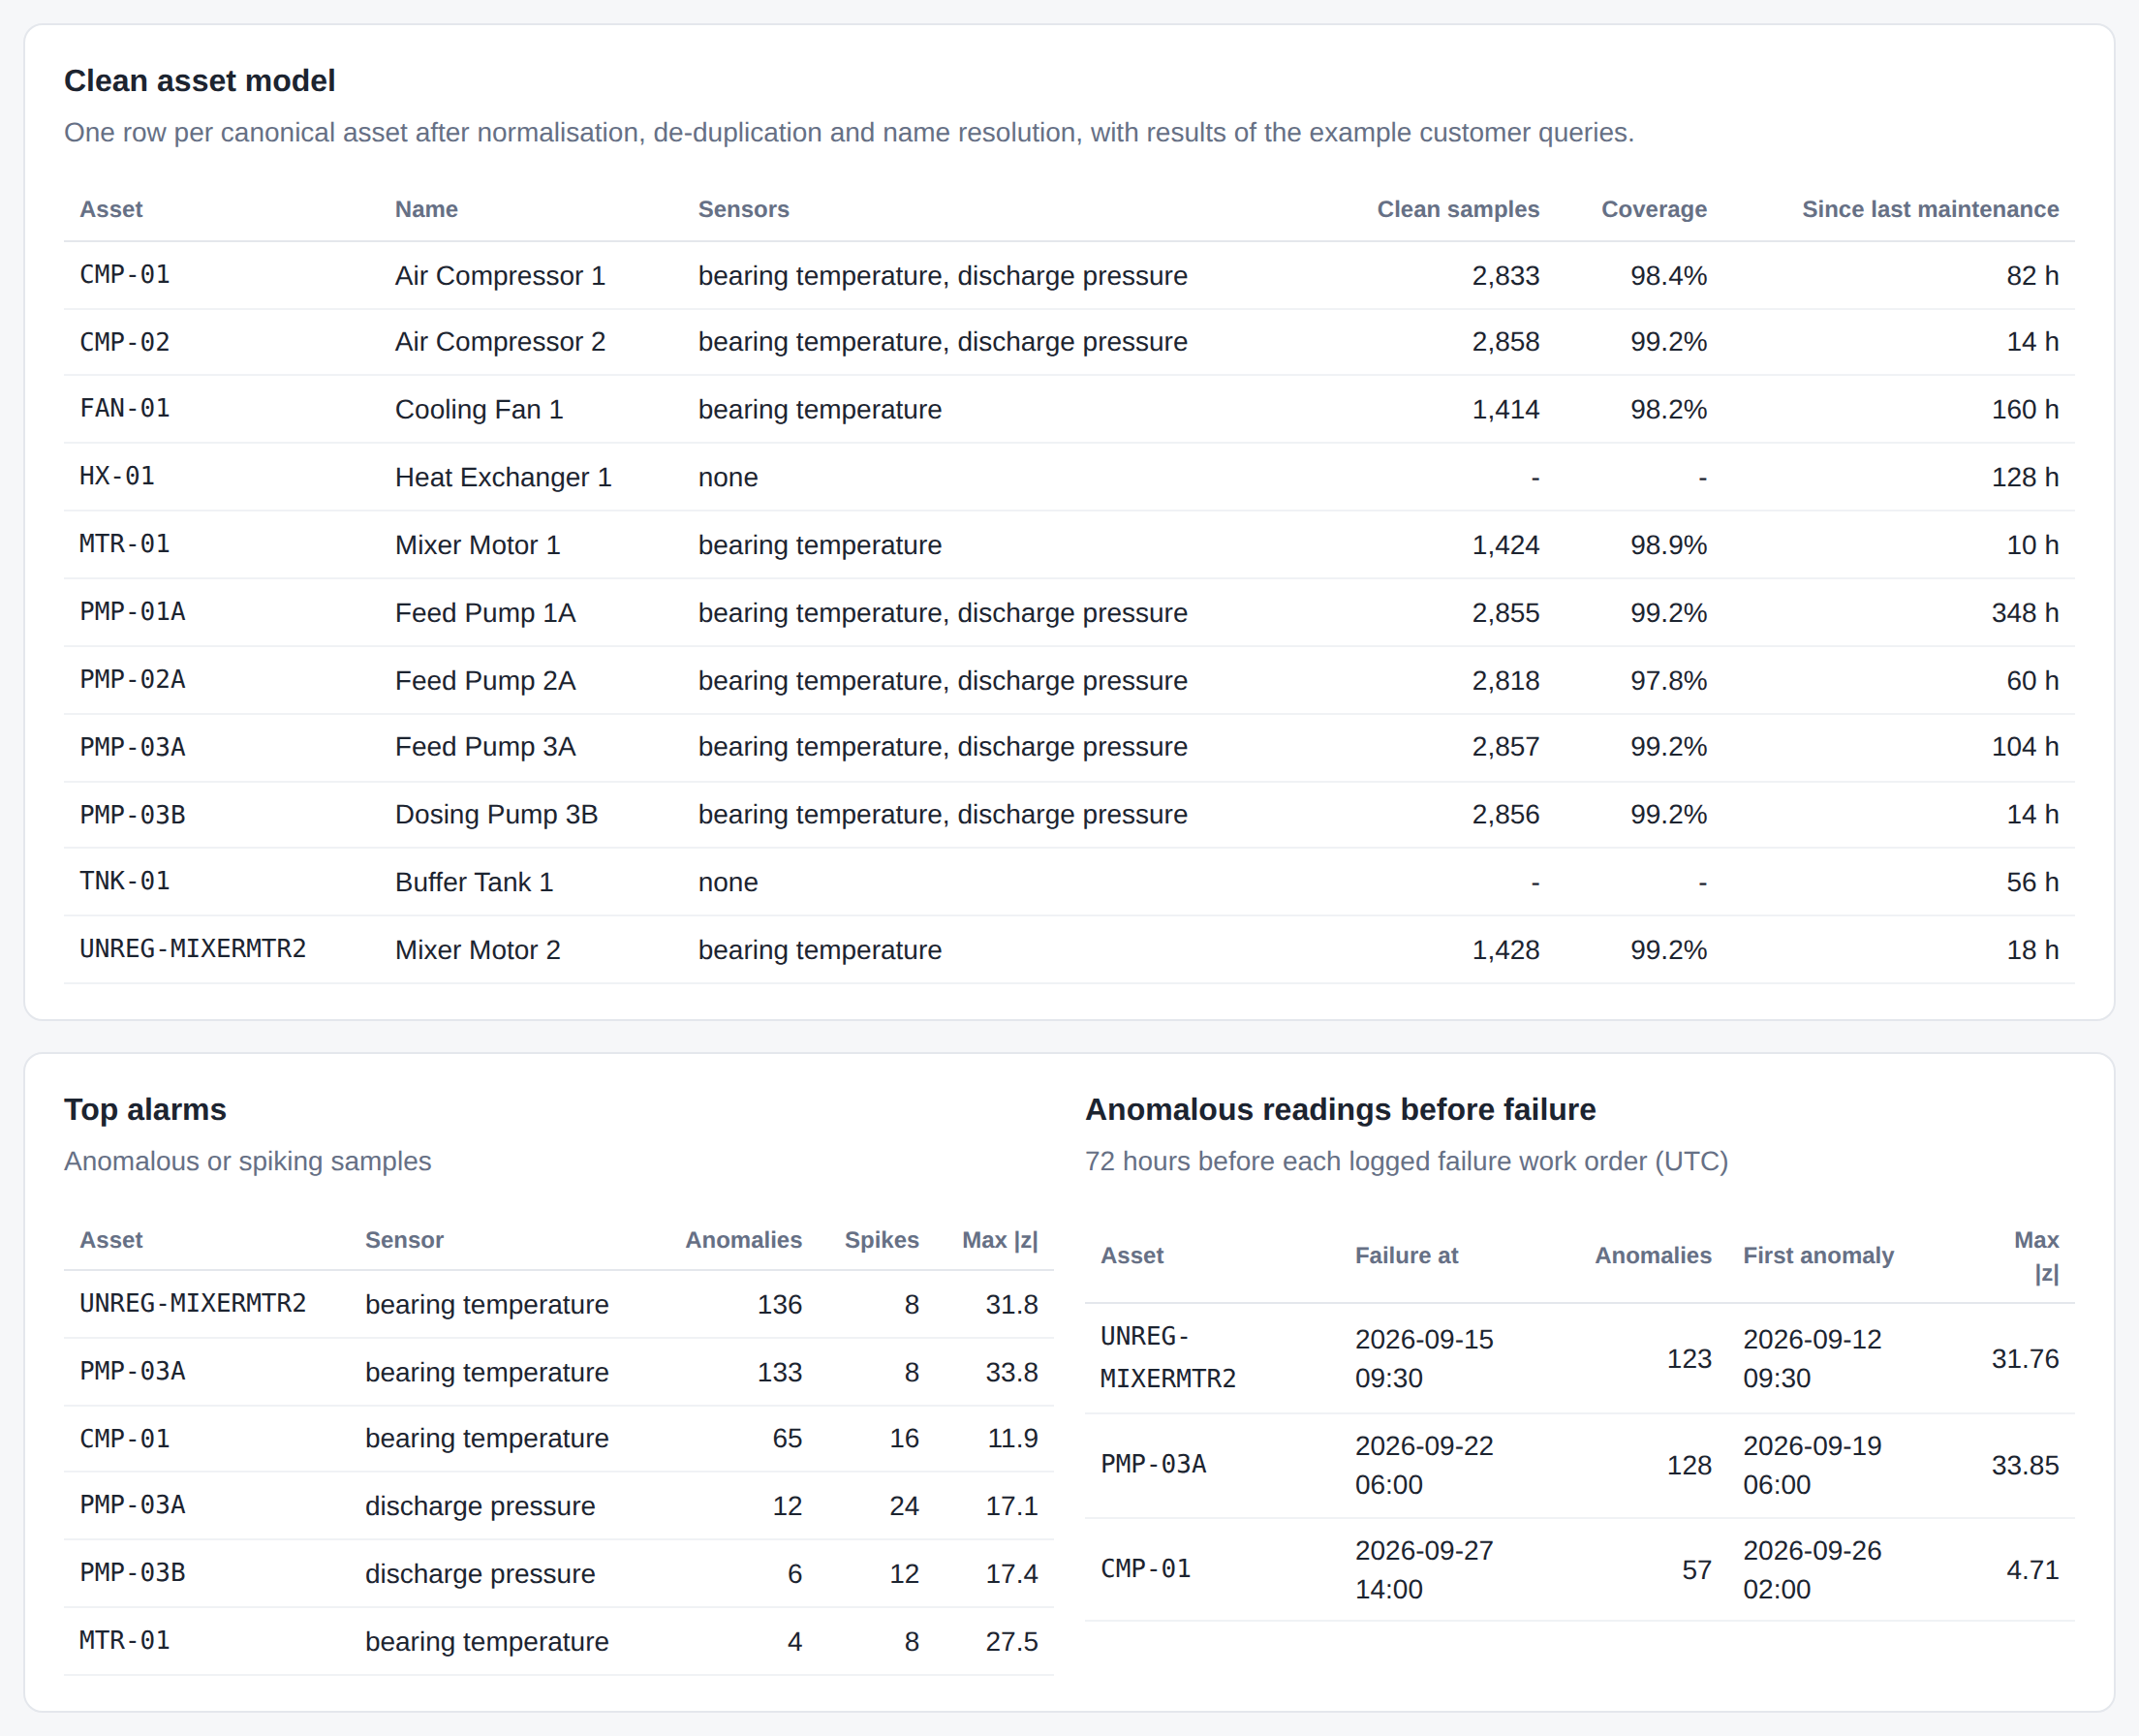 Clean asset model
One row per canonical asset after normalisation, de-duplication and name resolution, with results of the example customer queries.
Asset Name Sensors Clean samples Coverage Since last maintenance
CMP-01 Air Compressor 1 bearing temperature, discharge pressure 2,833 98.4% 82 h
CMP-02 Air Compressor 2 bearing temperature, discharge pressure 2,858 99.2% 14 h
FAN-01 Cooling Fan 1 bearing temperature 1,414 98.2% 160 h
HX-01 Heat Exchanger 1 none - - 128 h
MTR-01 Mixer Motor 1 bearing temperature 1,424 98.9% 10 h
PMP-01A Feed Pump 1A bearing temperature, discharge pressure 2,855 99.2% 348 h
PMP-02A Feed Pump 2A bearing temperature, discharge pressure 2,818 97.8% 60 h
PMP-03A Feed Pump 3A bearing temperature, discharge pressure 2,857 99.2% 104 h
PMP-03B Dosing Pump 3B bearing temperature, discharge pressure 2,856 99.2% 14 h
TNK-01 Buffer Tank 1 none - - 56 h
UNREG-MIXERMTR2 Mixer Motor 2 bearing temperature 1,428 99.2% 18 h
Top alarms
Anomalous or spiking samples
Asset Sensor Anomalies Spikes Max |z|
UNREG-MIXERMTR2 bearing temperature 136 8 31.8
PMP-03A bearing temperature 133 8 33.8
CMP-01 bearing temperature 65 16 11.9
PMP-03A discharge pressure 12 24 17.1
PMP-03B discharge pressure 6 12 17.4
MTR-01 bearing temperature 4 8 27.5
Anomalous readings before failure
72 hours before each logged failure work order (UTC)
Asset Failure at Anomalies First anomaly Max
|z|
UNREG- 2026-09-15 123 2026-09-12 31.76
MIXERMTR2 09:30 09:30
PMP-03A 2026-09-22 128 2026-09-19 33.85
06:00 06:00
CMP-01 2026-09-27 57 2026-09-26 4.71
14:00 02:00